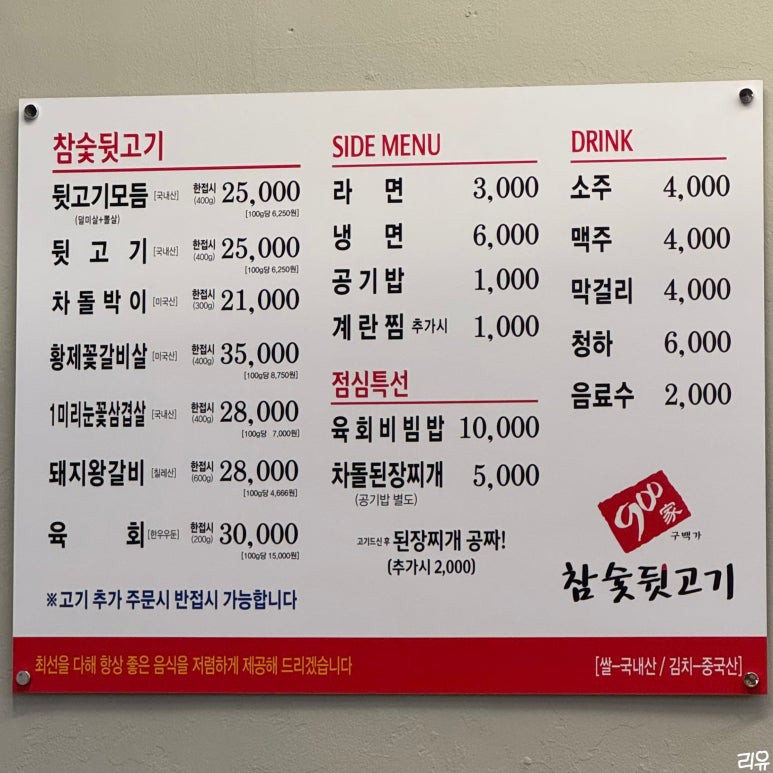 참숯뒷고기
뒷고기모듬 [국내산] 한접시 (400g) 25,000
(덜미살+뽈살) [100g당 6,250원]
뒷고기 [국내산] 한접시 (400g) 25,000
[100g당 6,250원]
차돌박이 [미국산] 한접시 (300g) 21,000
황제꽃갈비살 [미국산] 한접시 (400g) 35,000
[100g당 8,750원]
1미리눈꽃삼겹살 [국내산] 한접시 (400g) 28,000
[100g당 7,000원]
돼지왕갈비 [칠레산] 한접시 (600g) 28,000
[100g당 4,666원]
육회 [한우우둔] 한접시 (200g) 30,000
[100g당 15,000원]
※고기 추가 주문시 반접시 가능합니다
SIDE MENU
라면 3,000
냉면 6,000
공기밥 1,000
계란찜 추가시 1,000
점심특선
육회비빔밥 10,000
차돌된장찌개 5,000
(공기밥 별도)
고기드신 후 된장찌개 공짜!
(추가시 2,000)
DRINK
소주 4,000
맥주 4,000
막걸리 4,000
청하 6,000
음료수 2,000
900家
구백가
참숯뒷고기
최선을 다해 항상 좋은 음식을 저렴하게 제공해 드리겠습니다
[쌀-국내산 / 김치-중국산]
리유